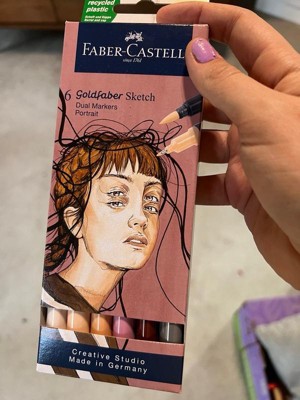 recycled
plastic
FABER-CASTELL
since 1761
6 Goldfaber Sketch
Dual Markers
Portrait
Creative Studio
Made in Germany